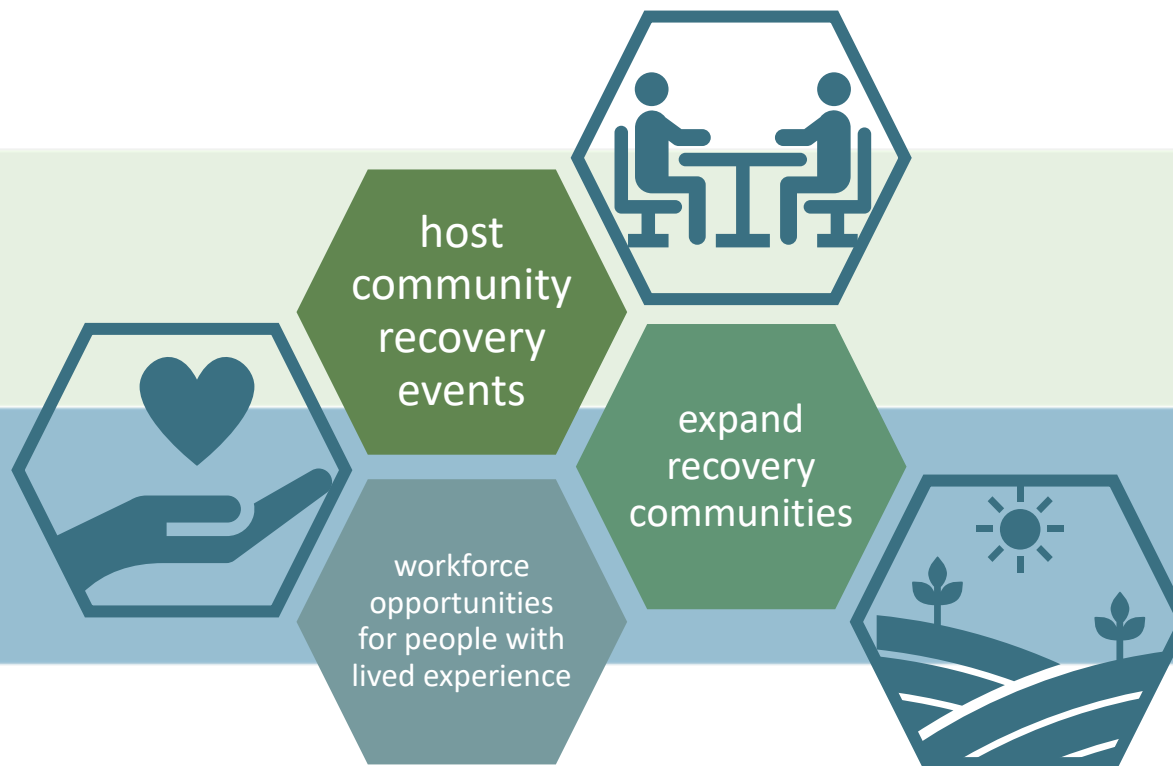 host
community
recovery
events
expand
recovery
communities
workforce
opportunities
for people with
lived experience